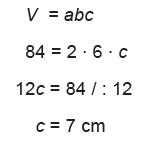 V = abc
84 = 2 · 6 · c
12c = 84 / : 12
c = 7 cm